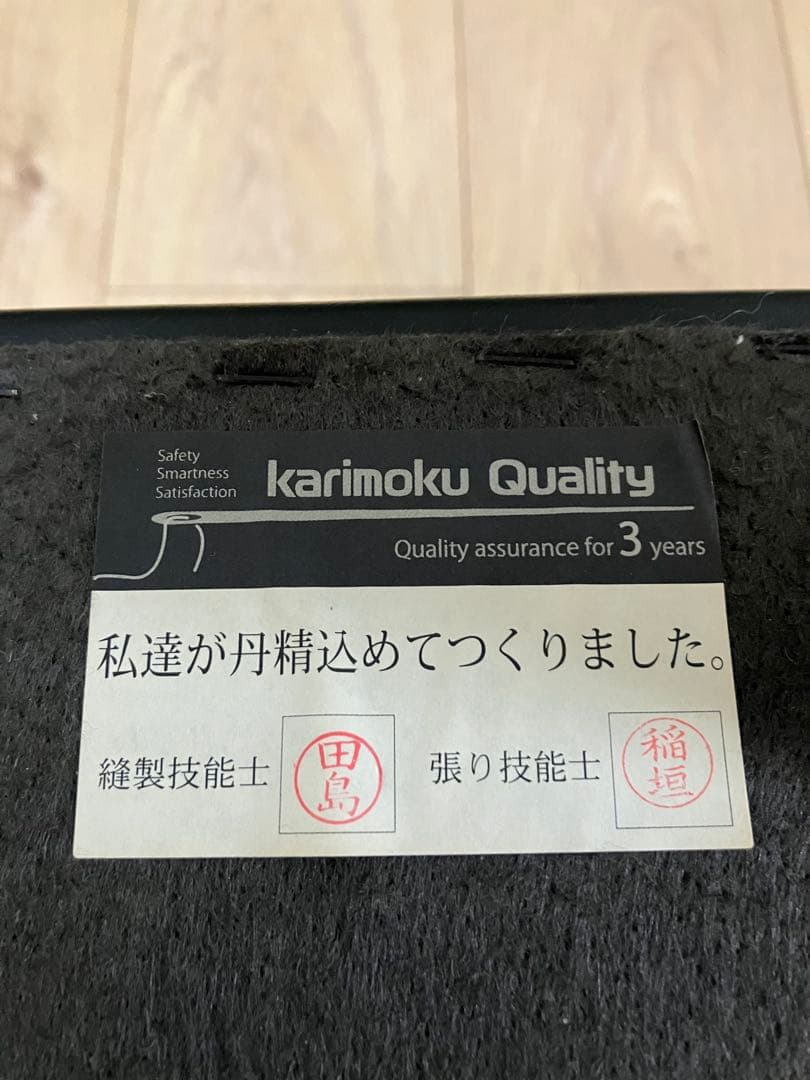 Safety
Smartness
Satisfaction
karimoku Quality
Quality assurance for 3 years
私達が丹精込めてつくりました。
縫製技能士 田島 張り技能士 稲垣